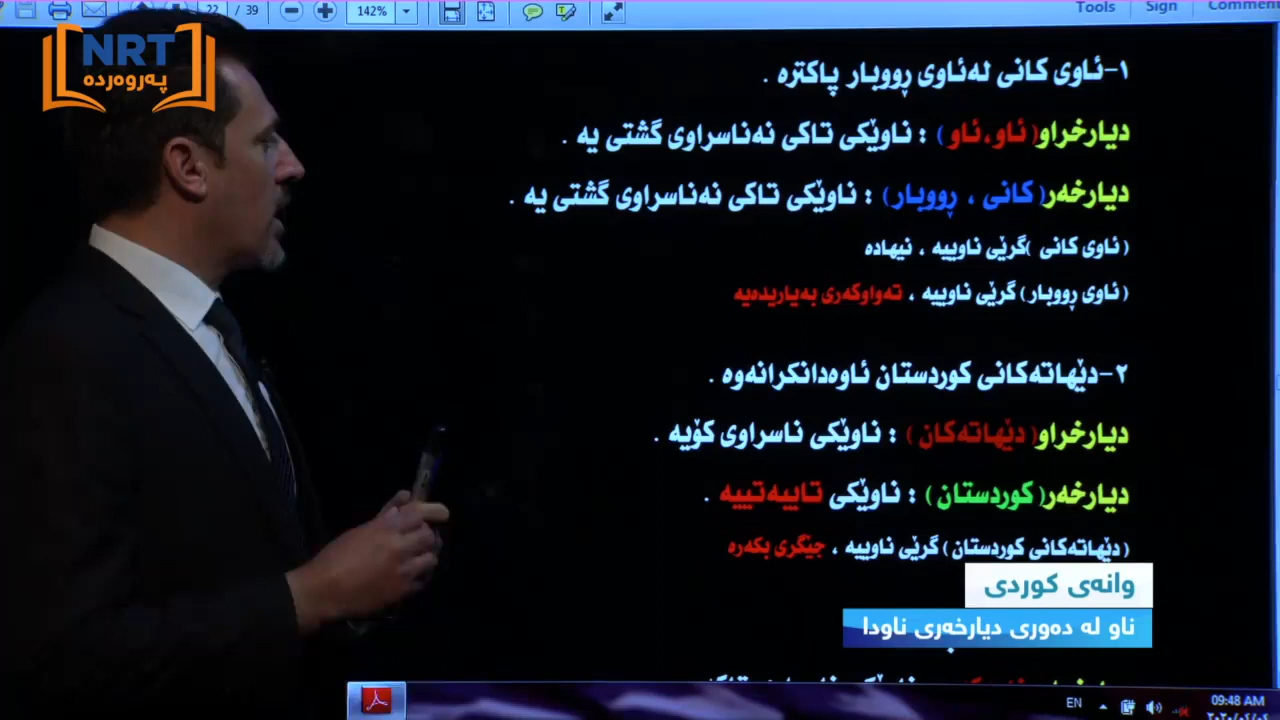 22 / 39
142%
Tools Sign Comment
NRT
پەروەردە
١-ئاوی کانی لەئاوی ڕووبار پاکترە .
دیارخراو( ئاو،ئاو ) : ناوێکی تاکی نەناسراوی گشتی یە .
دیارخەر( کانی ، ڕووبار) : ناوێکی تاکی نەناسراوی گشتی یە .
( ئاوی کانی )گرێی ناوییە ، نیهادە
(ئاوی ڕووبار) گرێی ناوییە ، تەواوکەری بەیاریدەیە
٢-دێهاتەکانی کوردستان ئاوەدانکرانەوە .
دیارخراو( دێهاتەکان ) : ناوێکی ناسراوی کۆیە .
دیارخەر( کوردستان ) : ناوێکی تایبەتییە .
(دێهاتەکانی کوردستان) گرێی ناوییە ، جێگری بکەرە
وانەی کوردی
ناو لە دەوری دیارخەری ناودا
EN
09:48 AM